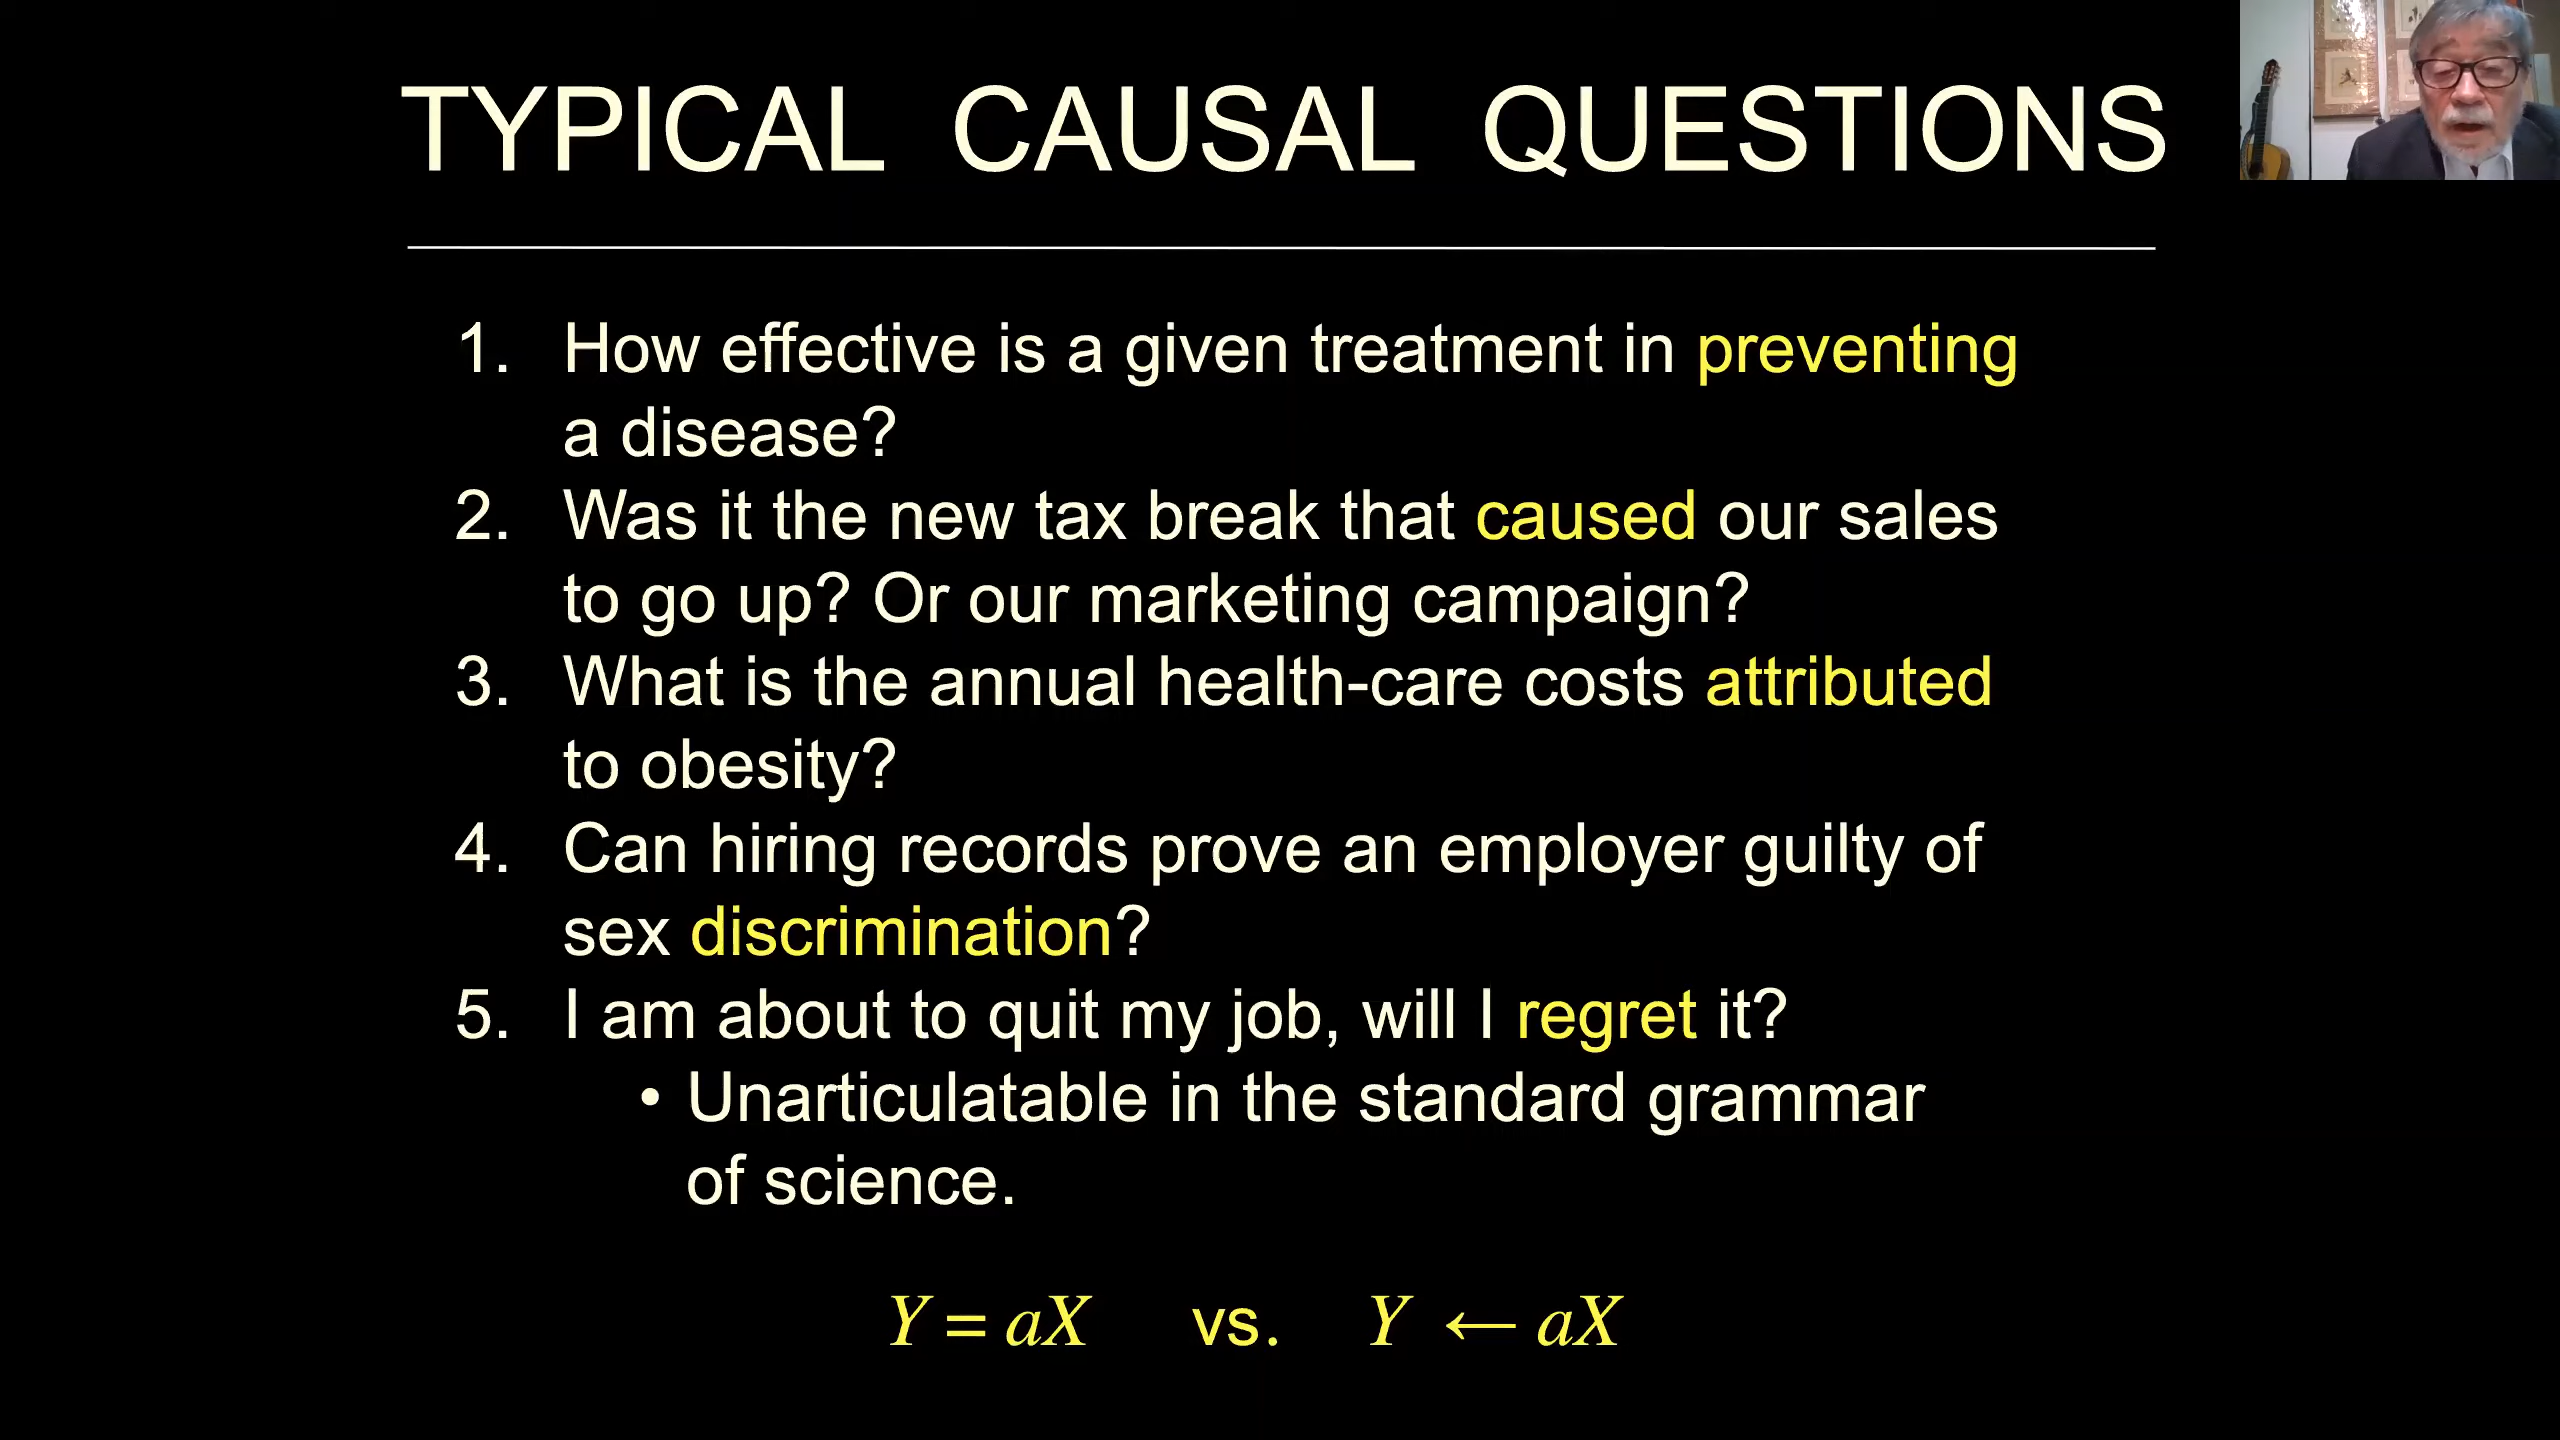 TYPICAL CAUSAL QUESTIONS
1. How effective is a given treatment in preventing
a disease?
2. Was it the new tax break that caused our sales
to go up? Or our marketing campaign?
3. What is the annual health-care costs attributed
to obesity?
4. Can hiring records prove an employer guilty of
sex discrimination?
5. I am about to quit my job, will I regret it?
• Unarticulatable in the standard grammar
of science.
Y = aX vs. Y ← aX